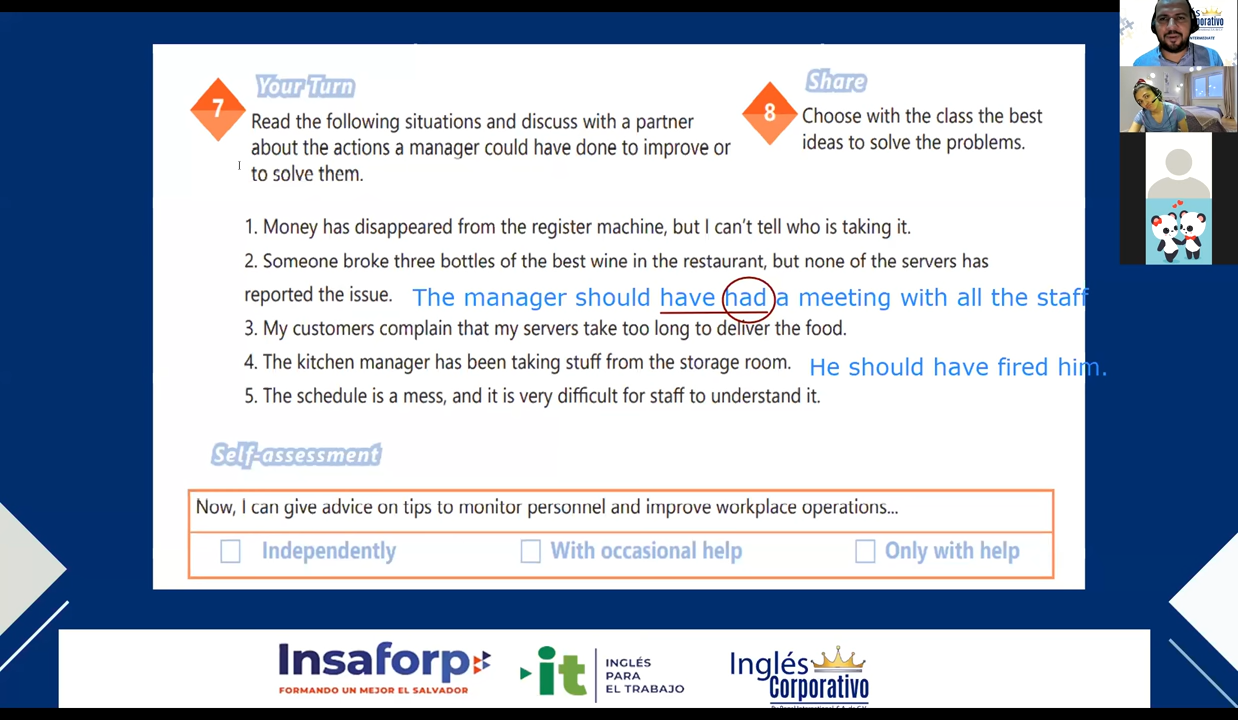 7
Your Turn
Read the following situations and discuss with a partner
about the actions a manager could have done to improve or
to solve them.
8
Share
Choose with the class the best
ideas to solve the problems.
1. Money has disappeared from the register machine, but I can't tell who is taking it.
2. Someone broke three bottles of the best wine in the restaurant, but none of the servers has
reported the issue. The manager should have had a meeting with all the staff
3. My customers complain that my servers take too long to deliver the food.
4. The kitchen manager has been taking stuff from the storage room. He should have fired him.
5. The schedule is a mess, and it is very difficult for staff to understand it.
Self-assessment
Now, I can give advice on tips to monitor personnel and improve workplace operations...
Independently
With occasional help
Only with help
Insaforp
FORMANDO UN MEJOR EL SALVADOR
it
INGLÉS
PARA
EL TRABAJO
Inglés
Corporativo